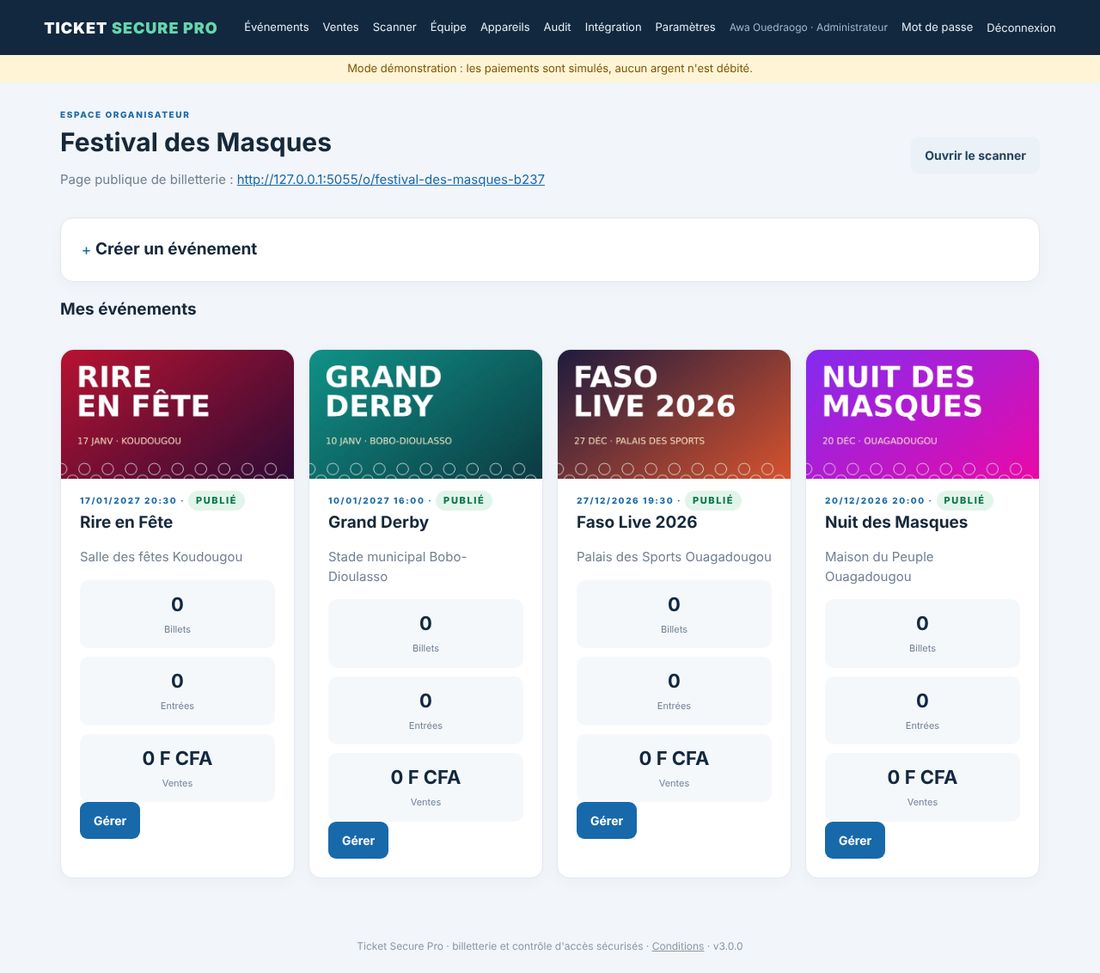 TICKET SECURE PRO Événements Ventes Scanner Équipe Appareils Audit Intégration Paramètres Awa Ouedraogo · Administrateur Mot de passe Déconnexion
Mode démonstration : les paiements sont simulés, aucun argent n'est débité.
ESPACE ORGANISATEUR
Festival des Masques
Ouvrir le scanner
Page publique de billetterie : http://127.0.0.1:5055/o/festival-des-masques-b237
+ Créer un événement
Mes événements
RIRE
EN FÊTE
17 JANV · KOUDOUGOU
17/01/2027 20:30 · PUBLIÉ
Rire en Fête
Salle des fêtes Koudougou
0
Billets
0
Entrées
0 F CFA
Ventes
Gérer
GRAND
DERBY
10 JANV · BOBO-DIOULASSO
10/01/2027 16:00 · PUBLIÉ
Grand Derby
Stade municipal Bobo-
Dioulasso
0
Billets
0
Entrées
0 F CFA
Ventes
Gérer
FASO
LIVE 2026
27 DÉC · PALAIS DES SPORTS
27/12/2026 19:30 · PUBLIÉ
Faso Live 2026
Palais des Sports Ouagadougou
0
Billets
0
Entrées
0 F CFA
Ventes
Gérer
NUIT DES
MASQUES
20 DÉC · OUAGADOUGOU
20/12/2026 20:00 · PUBLIÉ
Nuit des Masques
Maison du Peuple
Ouagadougou
0
Billets
0
Entrées
0 F CFA
Ventes
Gérer
Ticket Secure Pro · billetterie et contrôle d'accès sécurisés · Conditions · v3.0.0